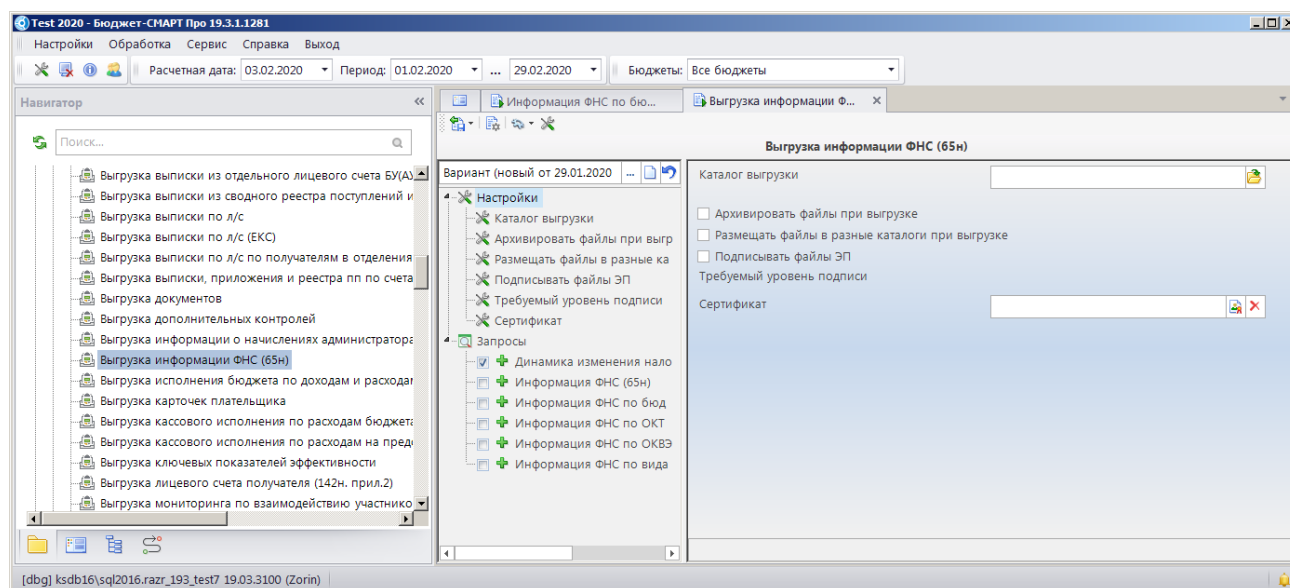 Test 2020 - Бюджет-СМАРТ Про 19.3.1.1281
Настройки Обработка Сервис Справка Выход
Расчетная дата: 03.02.2020 Период: 01.02.2020 ... 29.02.2020 Бюджеты: Все бюджеты
Навигатор
Поиск...
Выгрузка выписки из отдельного лицевого счета БУ(АУ
Выгрузка выписки из сводного реестра поступлений и
Выгрузка выписки по л/с
Выгрузка выписки по л/с (ЕКС)
Выгрузка выписки по л/с по получателям в отделения
Выгрузка выписки, приложения и реестра пп по счета
Выгрузка документов
Выгрузка дополнительных контролей
Выгрузка информации о начислениях администратора
Выгрузка информации ФНС (65н)
Выгрузка исполнения бюджета по доходам и расходам
Выгрузка карточек плательщика
Выгрузка кассового исполнения по расходам бюджета
Выгрузка кассового исполнения по расходам на пред
Выгрузка ключевых показателей эффективности
Выгрузка лицевого счета получателя (142н. прил.2)
Выгрузка мониторинга по взаимодействию участнико
Информация ФНС по бю...
Выгрузка информации Ф...
Выгрузка информации ФНС (65н)
Вариант (новый от 29.01.2020 ...
Настройки
Каталог выгрузки
Архивировать файлы при выгр
Размещать файлы в разные ка
Подписывать файлы ЭП
Требуемый уровень подписи
Сертификат
Запросы
Динамика изменения нало
Информация ФНС (65н)
Информация ФНС по бюд
Информация ФНС по ОКТ
Информация ФНС по ОКВЭ
Информация ФНС по вида
Каталог выгрузки
Архивировать файлы при выгрузке
Размещать файлы в разные каталоги при выгрузке
Подписывать файлы ЭП
Требуемый уровень подписи
Сертификат
[dbg] ksdb16\sql2016.razr_193_test7 19.03.3100 (Zorin)